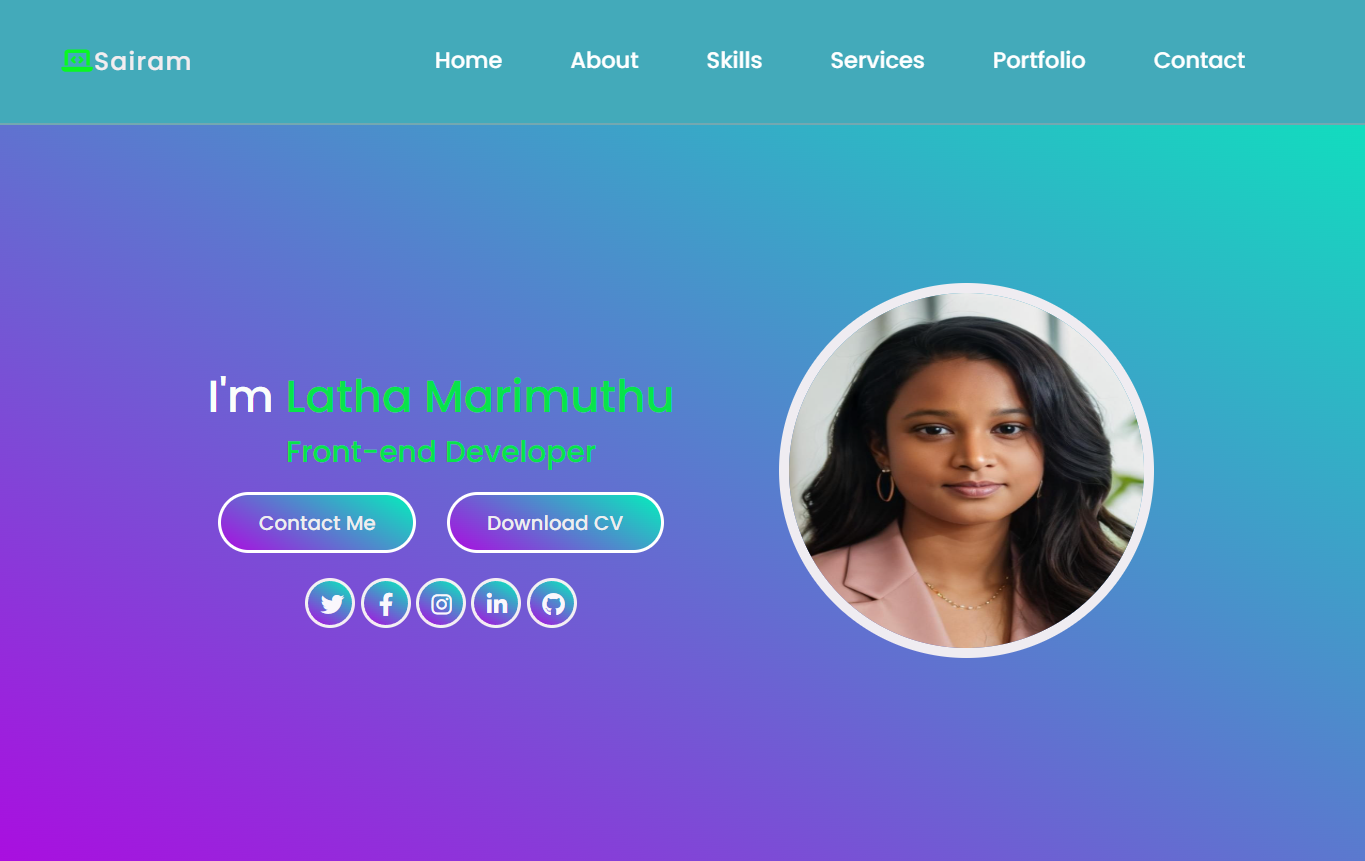 Sairam
Home About Skills Services Portfolio Contact
I'm Latha Marimuthu
Front-end Developer
Contact Me Download CV